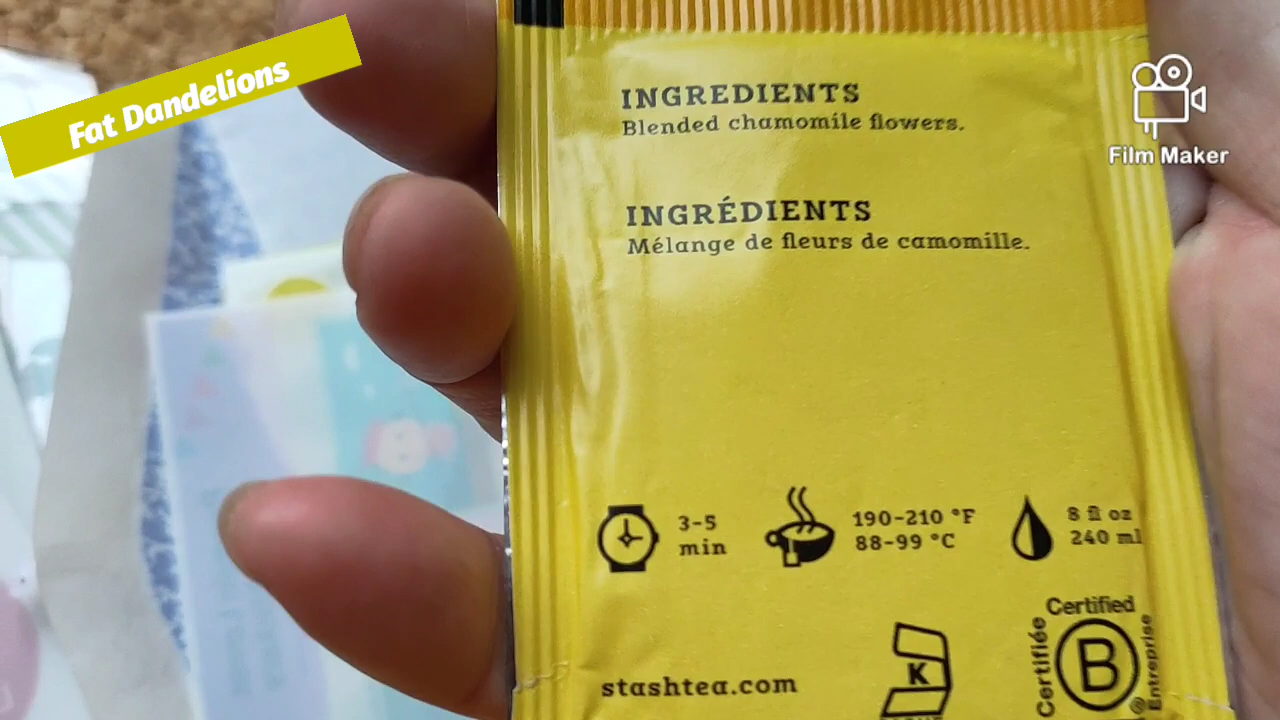 Fat Dandelions
Film Maker
INGREDIENTS
Blended chamomile flowers.
INGRÉDIENTS
Mélange de fleurs de camomille.
3-5
min
190-210 °F
88-99 °C
8 fl oz
240 ml
stashtea.com
K
Certified
Certifiée
B
Entreprise
®